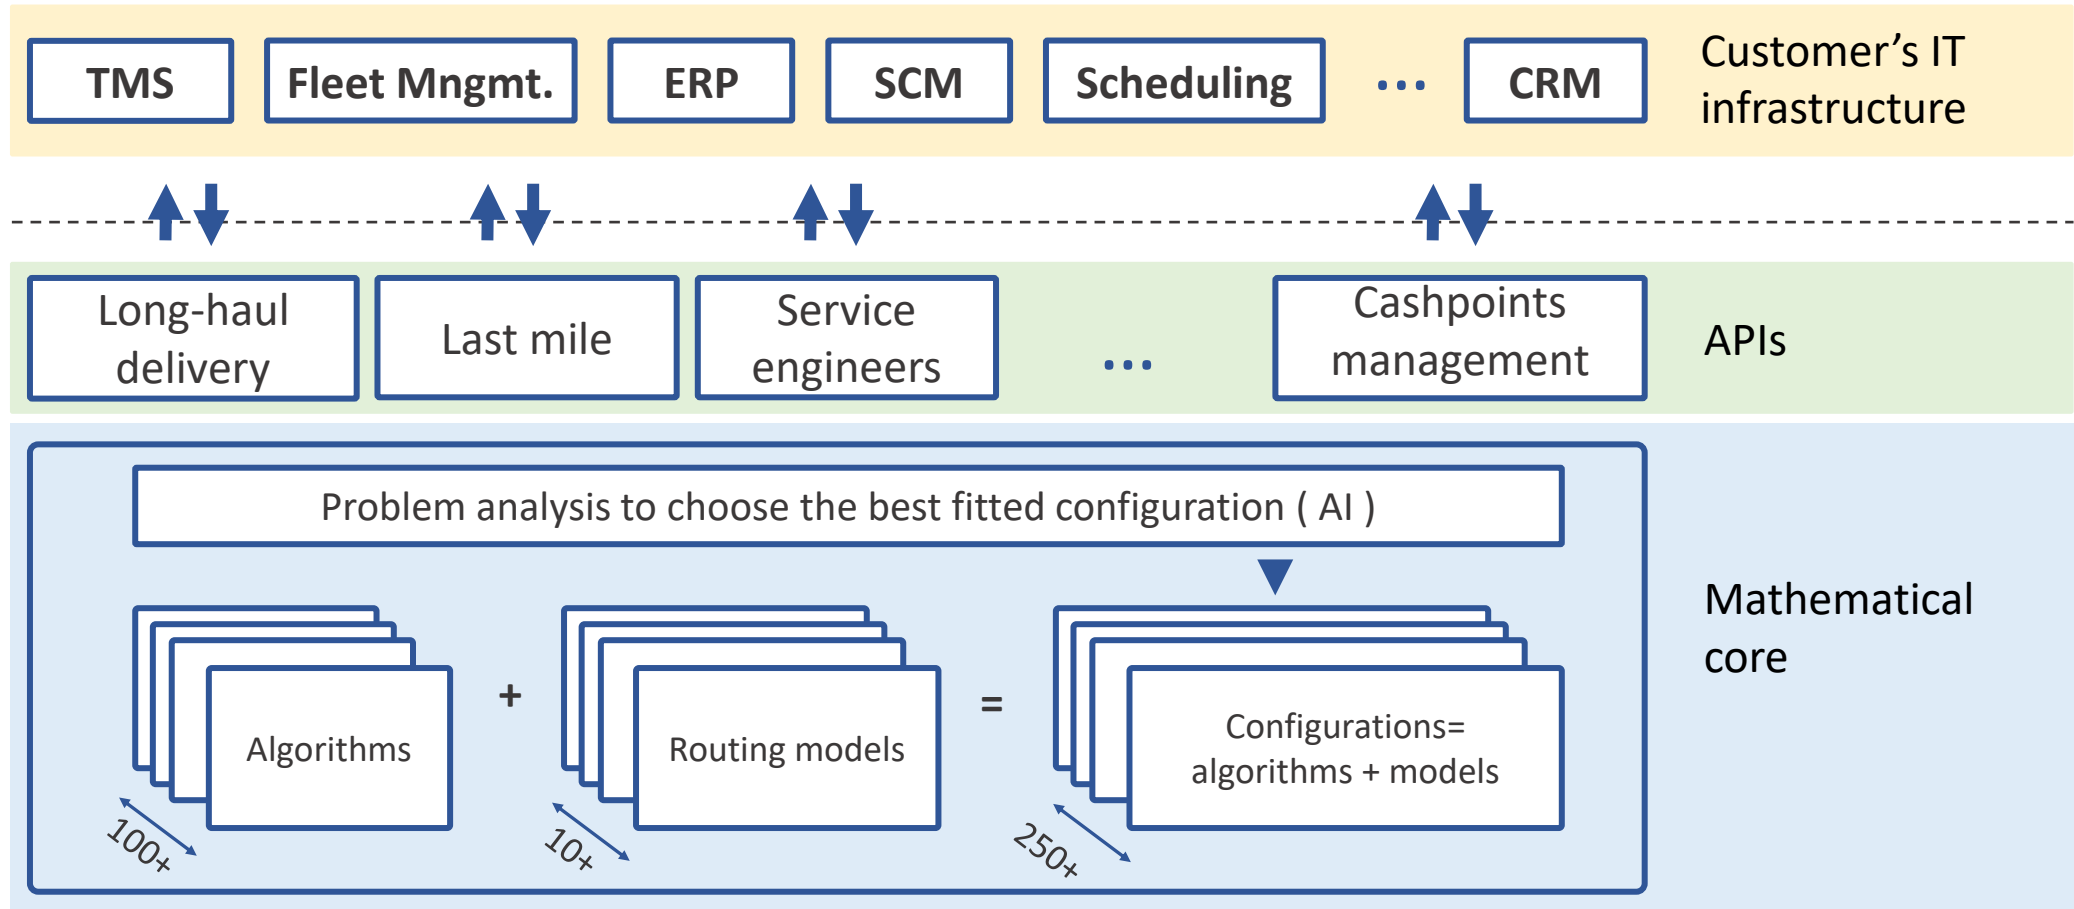 TMS
Fleet Mngmt.
ERP
SCM
Scheduling
...
CRM
Customer’s IT
infrastructure
Long-haul
delivery
Last mile
Service
engineers
...
Cashpoints
management
APIs
Problem analysis to choose the best fitted configuration ( AI )
Algorithms
+
Routing models
=
Configurations=
algorithms + models
100+
10+
250+
Mathematical
core